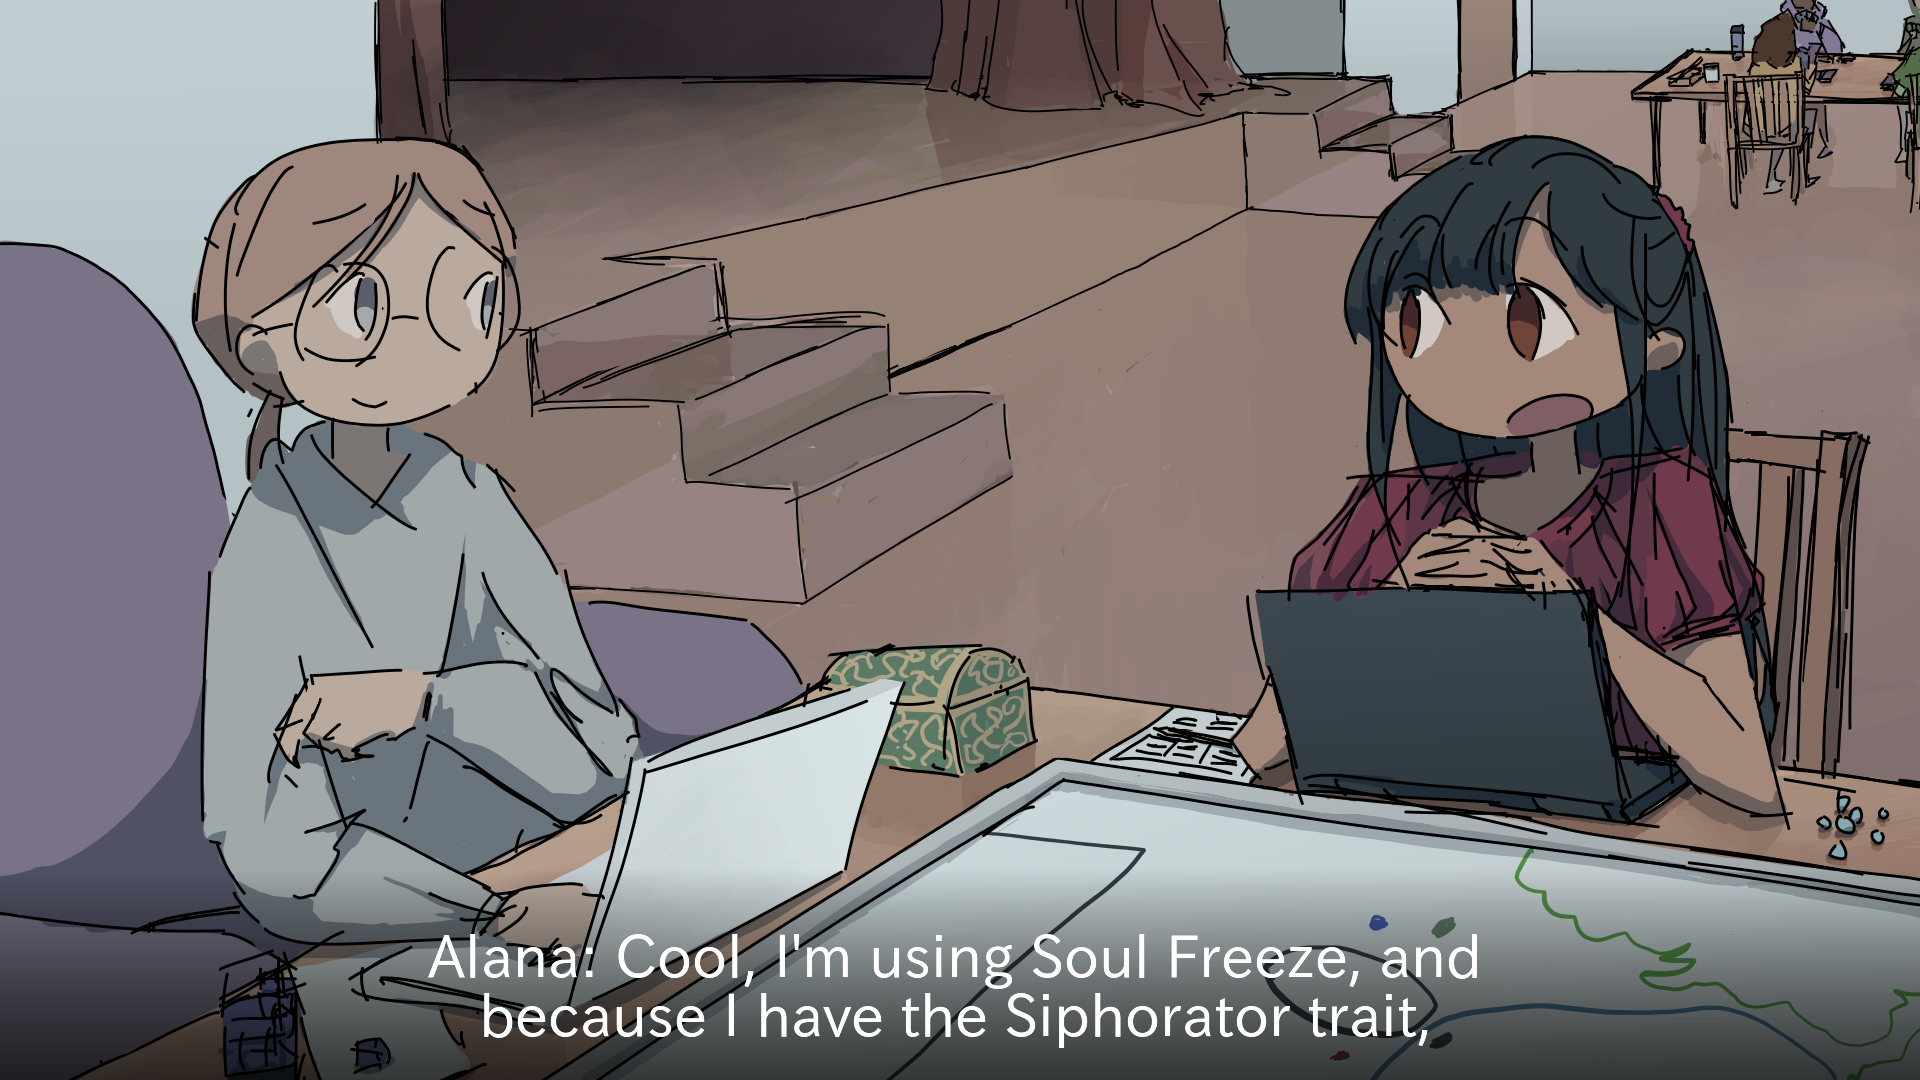 Alana: Cool, I'm using Soul Freeze, and
because I have the Siphorator trait,